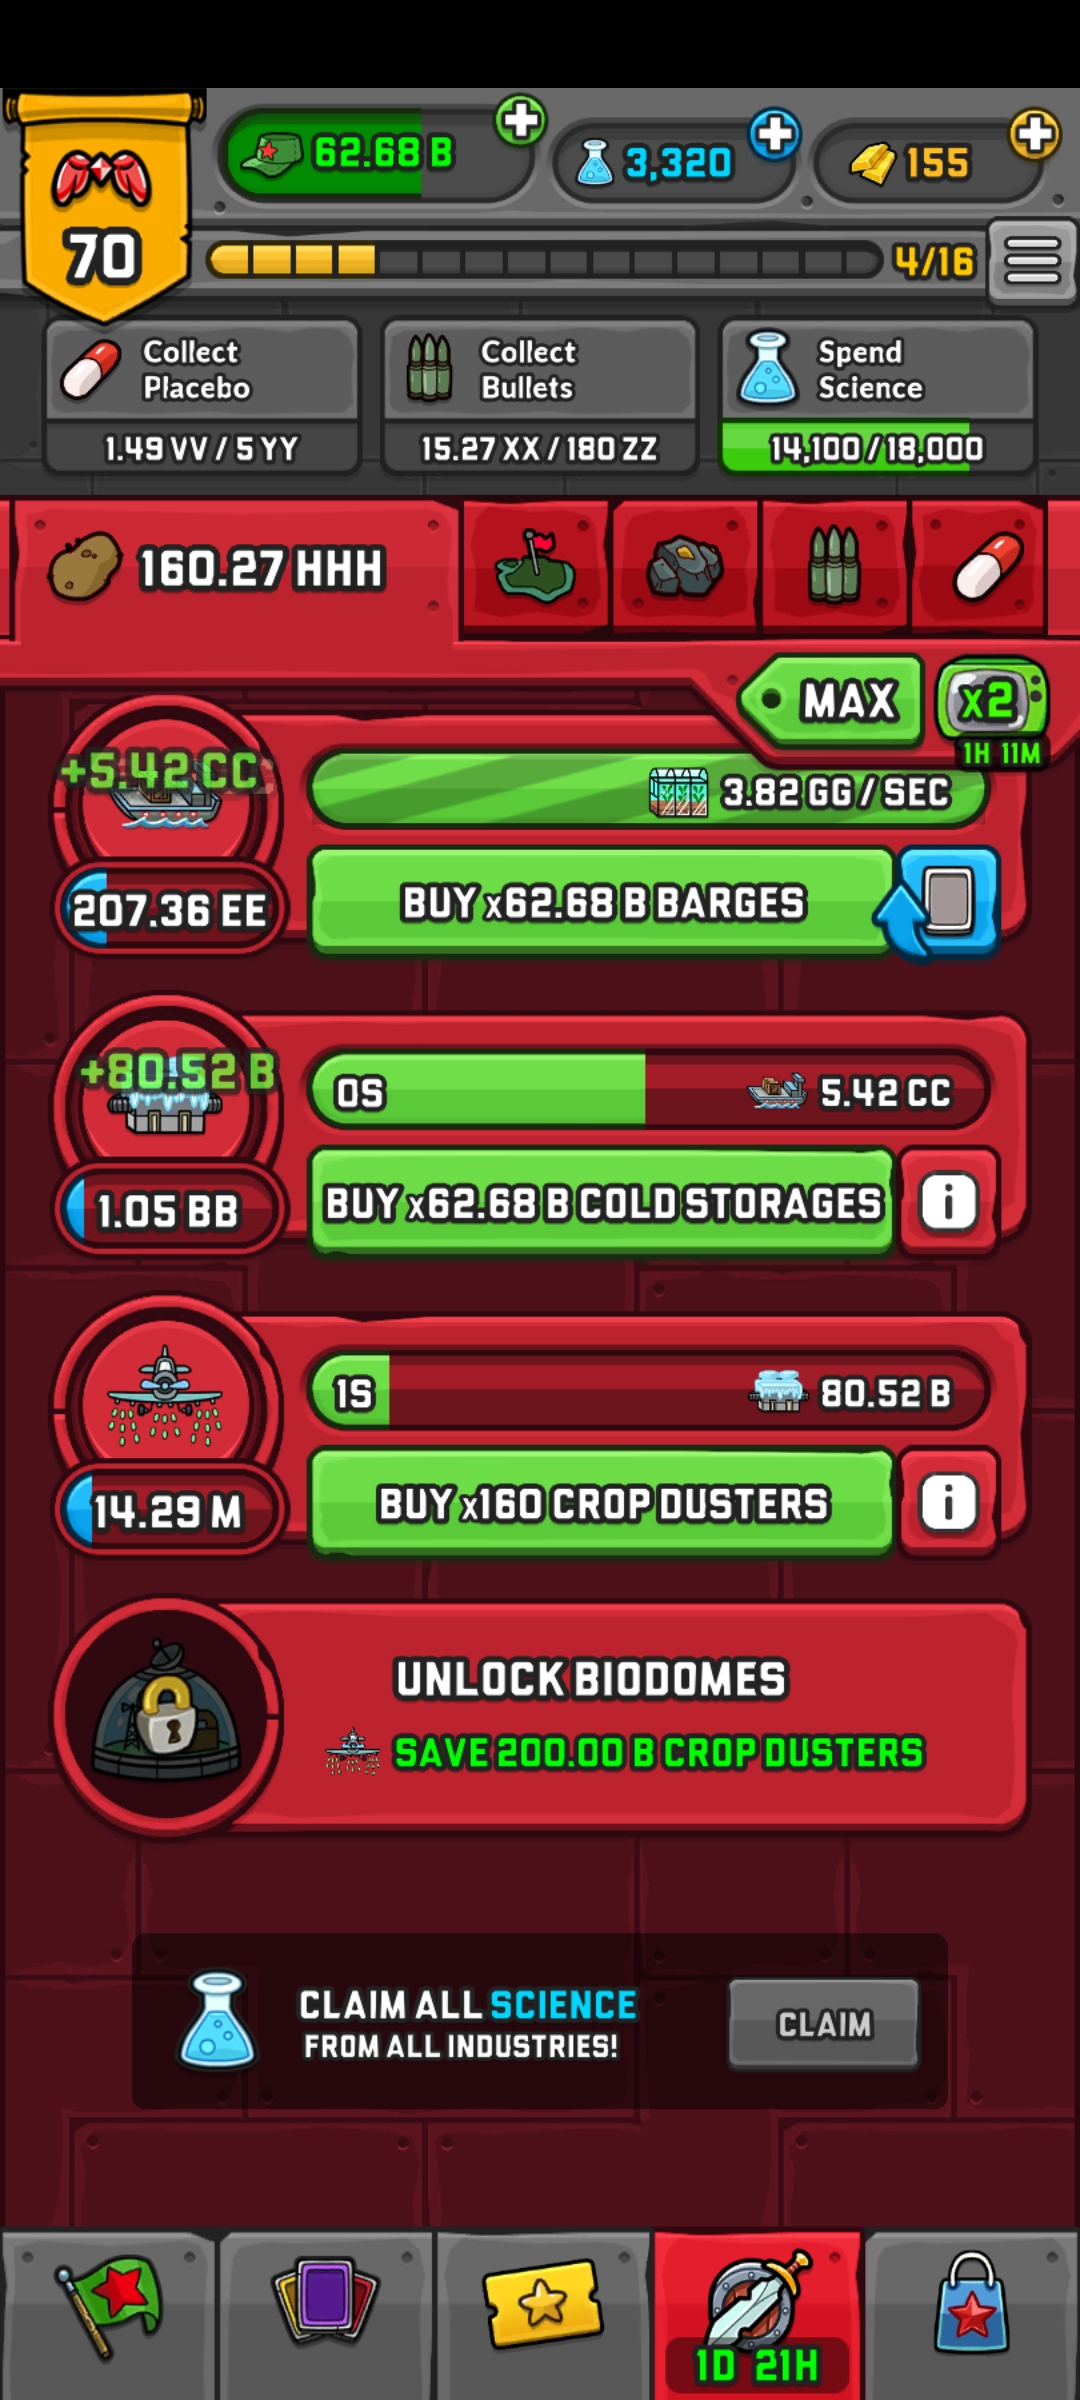 62.68 B
3,320
155
70
4/16
Collect
Placebo
1.49 VV / 5 YY
Collect
Bullets
15.27 XX / 180 ZZ
Spend
Science
14,100 / 18,000
160.27 HHH
MAX
x2
1H 11M
+5.42 CC
3.82 GG / SEC
207.36 EE
BUY x62.68 B BARGES
+80.52 B
0S
5.42 CC
1.05 BB
BUY x62.68 B COLD STORAGES
i
1S
80.52 B
14.29 M
BUY x160 CROP DUSTERS
i
UNLOCK BIODOMES
SAVE 200.00 B CROP DUSTERS
CLAIM ALL SCIENCE
FROM ALL INDUSTRIES!
CLAIM
1D 21H